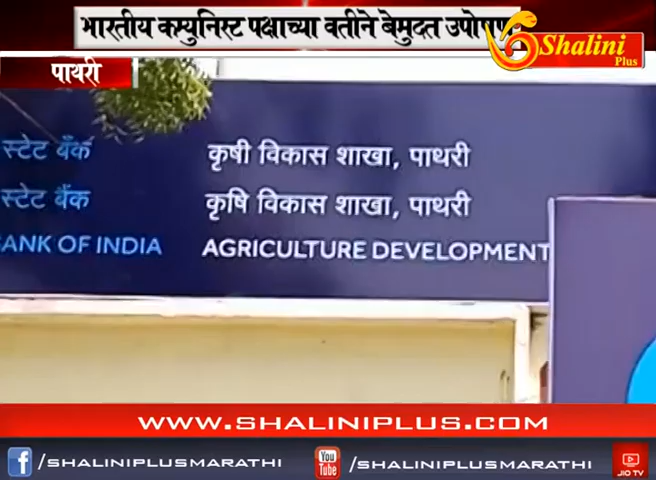 भारतीय कम्युनिस्ट पक्षाच्या वतीने बेमुदत उपोषण
Shalini
Plus
पाथरी
स्टेट बँक
कृषी विकास शाखा, पाथरी
स्टेट बैंक
कृषि विकास शाखा, पाथरी
BANK OF INDIA
AGRICULTURE DEVELOPMENT
WWW.SHALINIPLUS.COM
/SHALINIPLUSMARATHI
You Tube
/SHALINIPLUSMARATHI
JIO TV